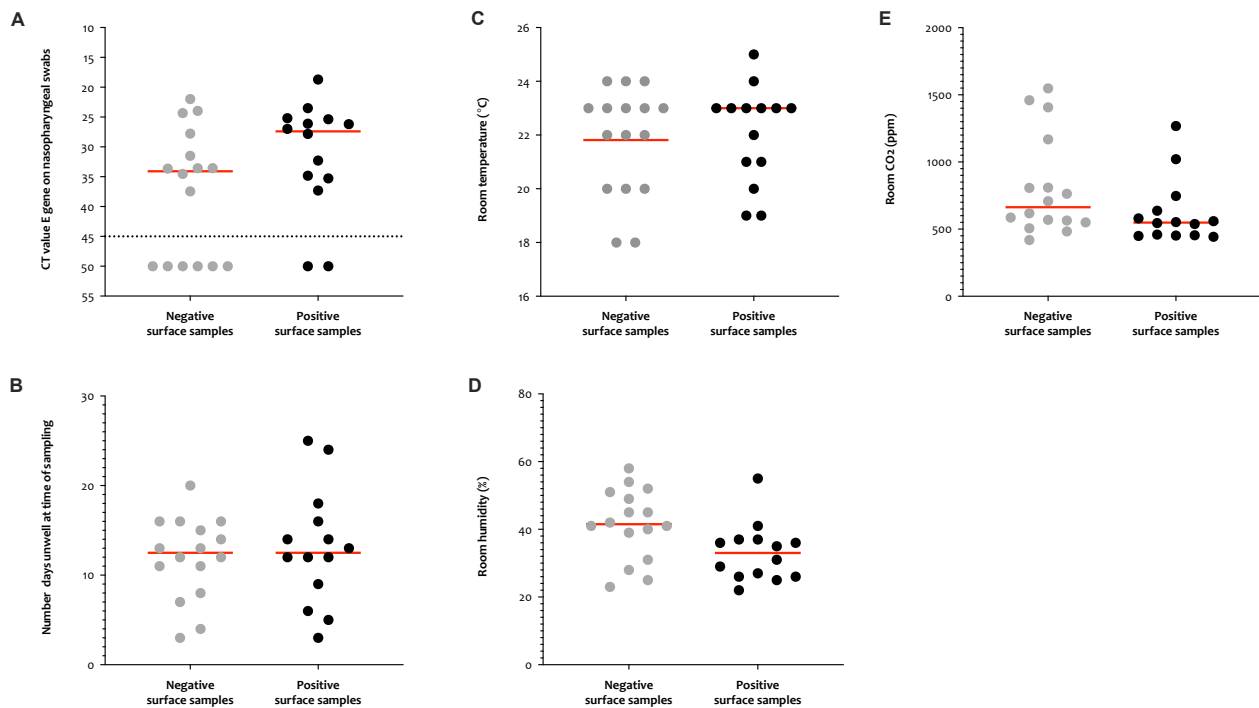 A
CT value E gene on nasopharyngeal swabs
10
15
20
25
30
35
40
45
50
55
Negative
surface samples
Positive
surface samples
C
Room temperature (°C)
26
24
22
20
18
16
Negative
surface samples
Positive
surface samples
E
Room CO2 (ppm)
2000
1500
1000
500
0
Negative
surface samples
Positive
surface samples
B
Number days unwell at time of sampling
30
20
10
0
Negative
surface samples
Positive
surface samples
D
Room humidity (%)
80
60
40
20
0
Negative
surface samples
Positive
surface samples